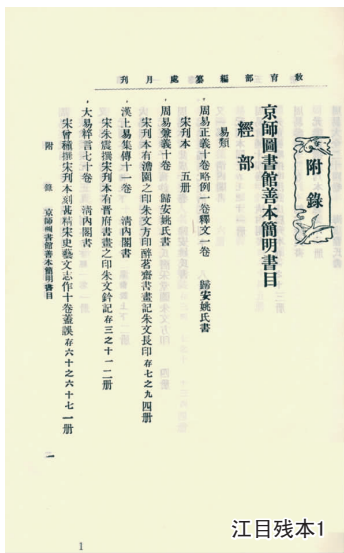 教育部編纂處月刊
附錄
京師圖書館善本簡明書目
經部
易類
周易正義十卷略例一卷釋文一卷 歸安姚氏書
宋刊本 五册
周易兼義十卷 歸安姚氏書
宋刊本有澹園之印朱文方印醉茗齋書畫記朱文長印存七之九四册
漢上易集傳十一卷 清內閣書
宋朱震撰宋刊本有晋府書畫之印朱文鈐記存三之十一二册
大易粹言七十卷 清內閣書
宋曾穜撰宋刊本刻甚精宋史藝文志作十卷蓋誤存六十之六十七一册
附錄 京師圖書館善本簡明書目
一
1
江目残本1